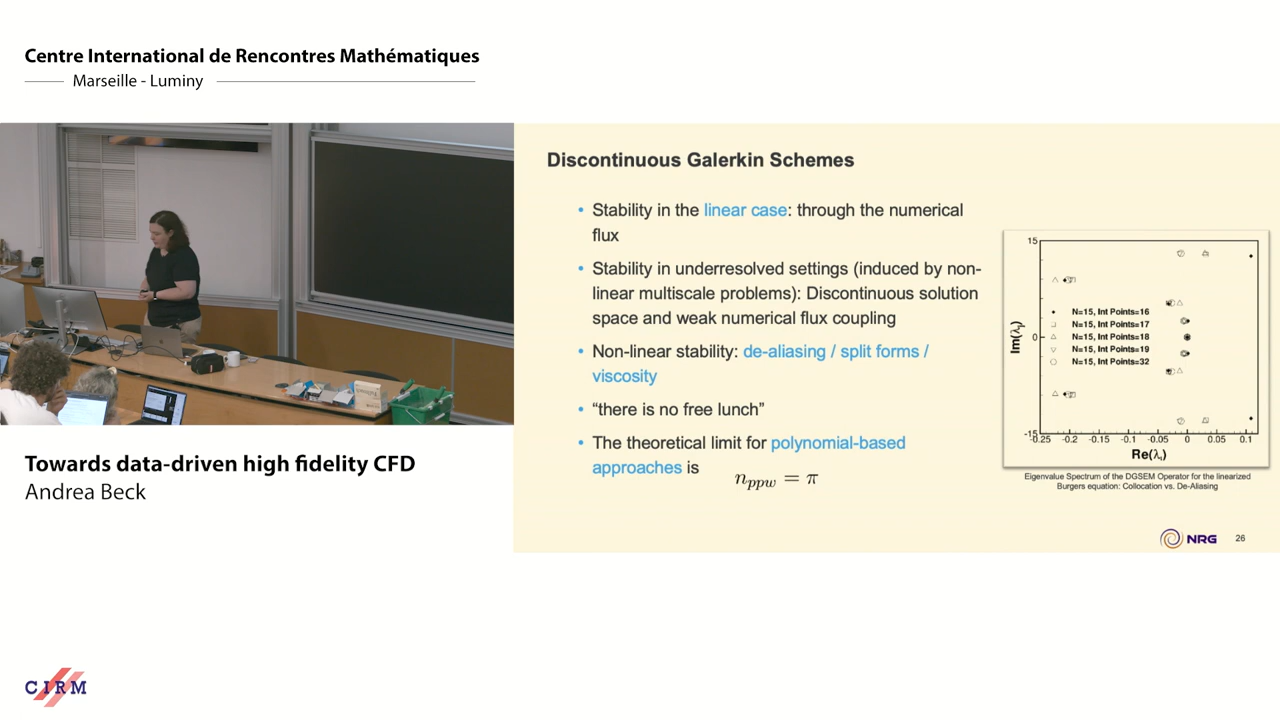 Centre International de Rencontres Mathématiques
Marseille - Luminy
Discontinuous Galerkin Schemes
• Stability in the linear case: through the numerical
flux
• Stability in underresolved settings (induced by non-
linear multiscale problems): Discontinuous solution
space and weak numerical flux coupling
• Non-linear stability: de-aliasing / split forms /
viscosity
• “there is no free lunch”
• The theoretical limit for polynomial-based
approaches is n_ppw = π
15
N=15, Int Points=16
N=15, Int Points=17
N=15, Int Points=18
N=15, Int Points=19
N=15, Int Points=32
Im(λᵢ)
0
-15
-0.25 -0.2 -0.15 -0.1 -0.05 0 0.05 0.1
Re(λᵢ)
Eigenvalue Spectrum of the DGSEM Operator for the linearized
Burgers equation: Collocation vs. De-Aliasing
NRG 26
Towards data-driven high fidelity CFD
Andrea Beck
CIRM